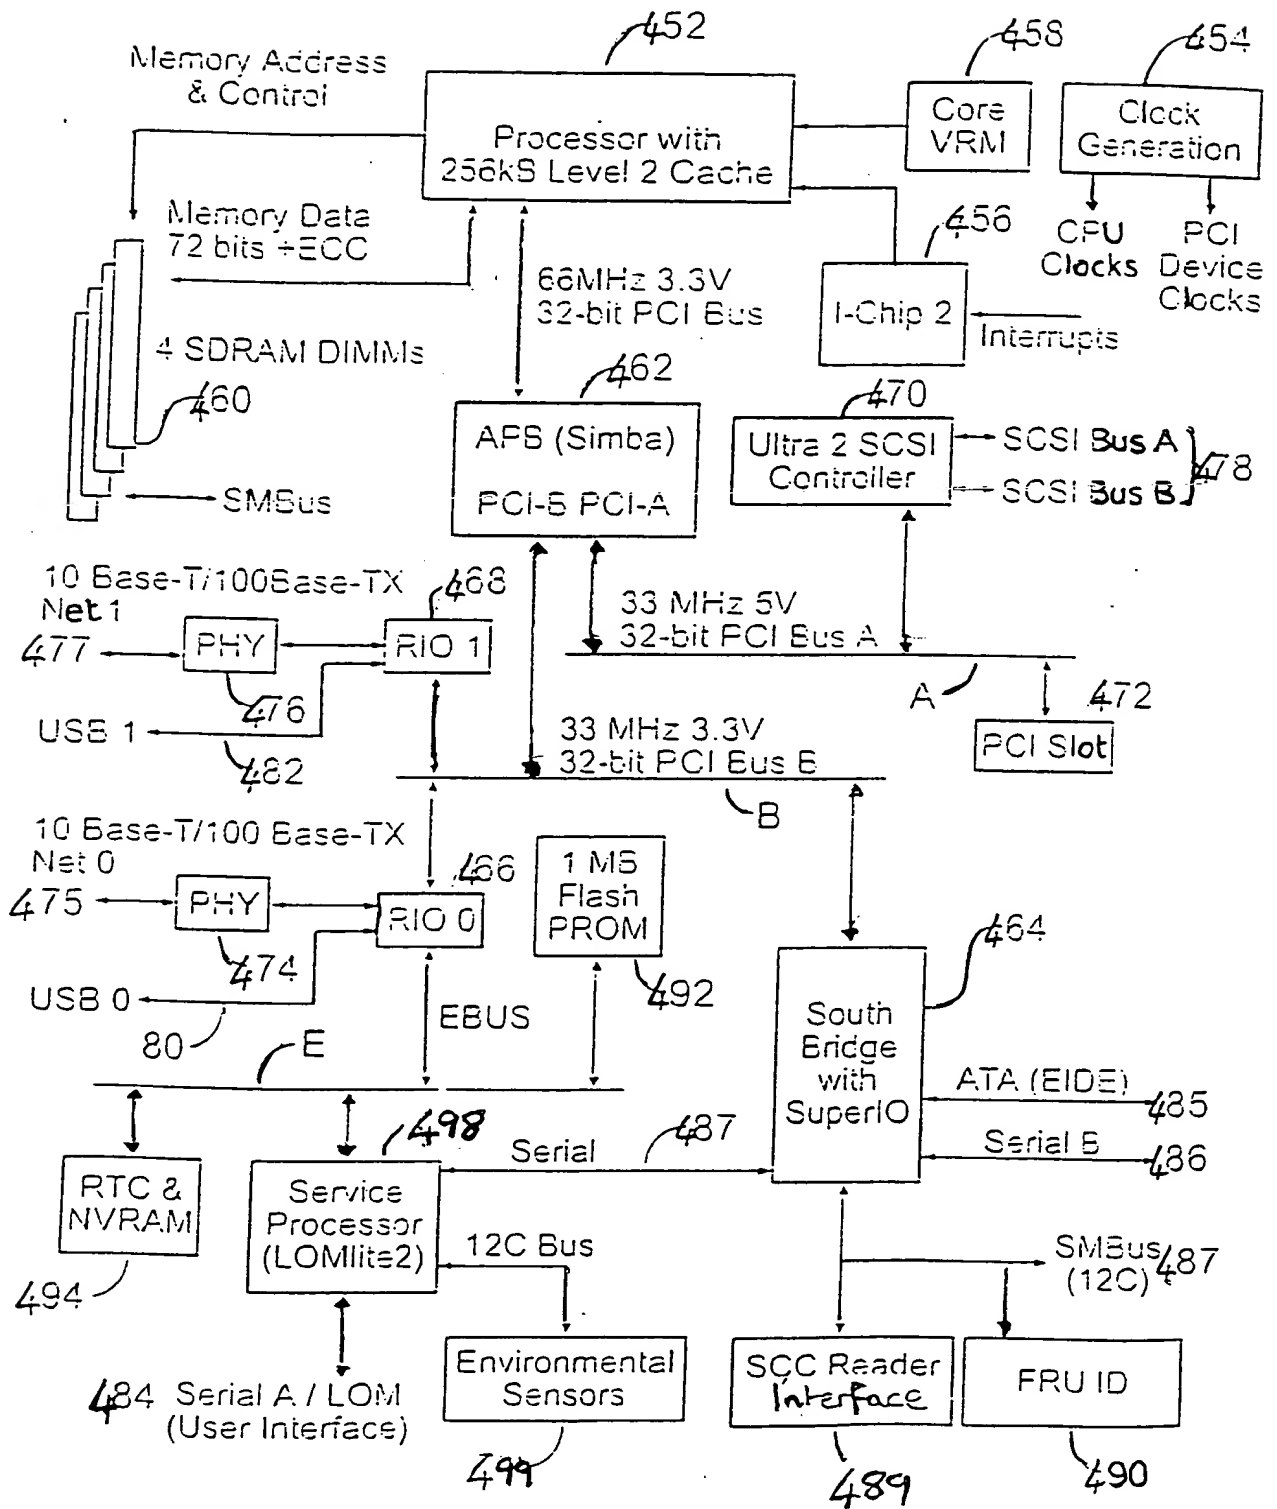 452
458
454
Memory Address
& Control
Processor with
256kB Level 2 Cache
Core
VRM
Clock
Generation
Memory Data
72 bits +ECC
456
CPU
Clocks
PCI
Device
Clocks
66MHz 3.3V
32-bit PCI Bus
I-Chip 2
Interrupts
4 SDRAM DIMMs
460
462
470
APB (Simba)
PCI-B PCI-A
Ultra 2 SCSI
Controller
SCSI Bus A
SCSI Bus B
478
SMBus
10 Base-T/100Base-TX
Net 1
468
477
PHY
RIO 1
33 MHz 5V
32-bit PCI Bus A
A
472
476
USB 1
482
33 MHz 3.3V
32-bit PCI Bus B
PCI Slot
B
10 Base-T/100 Base-TX
Net 0
466
1 MB
Flash
PROM
475
PHY
RIO 0
464
474
492
USB 0
EBUS
80
E
South
Bridge
with
SuperIO
ATA (EIDE)
485
498
487
Serial
Serial B
486
RTC &
NVRAM
Service
Processor
(LOMlite2)
12C Bus
SMBus
(12C)
487
494
484 Serial A / LOM
(User Interface)
Environmental
Sensors
SCC Reader
Interface
FRU ID
499
489
490